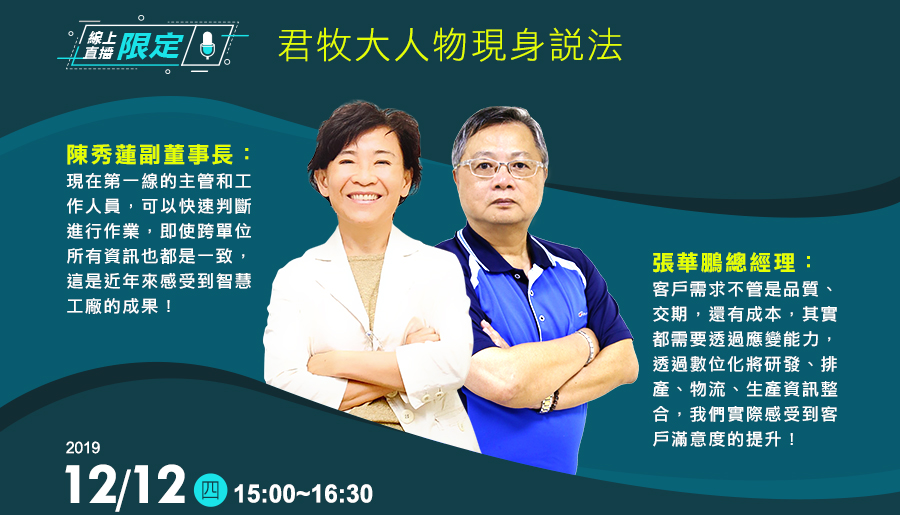 線上
直播
限定
君牧大人物現身説法
陳秀蓮副董事長：
現在第一線的主管和工
作人員，可以快速判斷
進行作業，即使跨單位
所有資訊也都是一致，
這是近年來感受到智慧
工廠的成果！
張華鵬總經理：
客戶需求不管是品質、
交期，還有成本，其實
都需要透過應變能力，
透過數位化將研發、排
產、物流、生產資訊整
合，我們實際感受到客
戶滿意度的提升！
2019
12/12 四 15:00~16:30